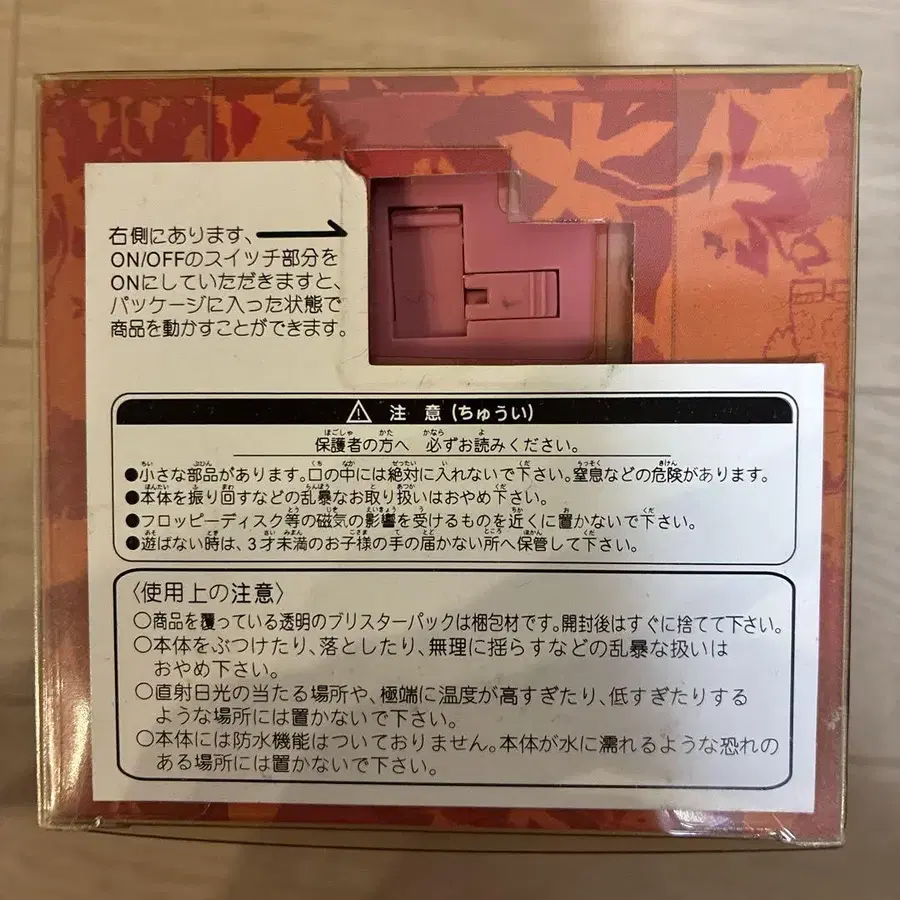 右側にあります、
ON/OFFのスイッチ部分を
ONにしていただきますと、
パッケージに入った状態で
商品を動かすことができます。
注意(ちゅうい)
保護者の方へ 必ずお読みください。
●小さな部品があります。口の中には絶対に入れないで下さい。窒息などの危険があります。
●本体を振り回すなどの乱暴なお取り扱いはおやめ下さい。
●フロッピーディスク等の磁気の影響を受けるものを近くに置かないで下さい。
●遊ばない時は、3才未満のお子様の手の届かない所へ保管して下さい。
〈使用上の注意〉
○商品を覆っている透明のブリスターパックは梱包材です。開封後はすぐに捨てて下さい。
○本体をぶつけたり、落としたり、無理に揺らすなどの乱暴な扱いは
おやめ下さい。
○直射日光の当たる場所や、極端に温度が高すぎたり、低すぎたりする
ような場所には置かないで下さい。
○本体には防水機能はついておりません。本体が水に濡れるような恐れの
ある場所には置かないで下さい。